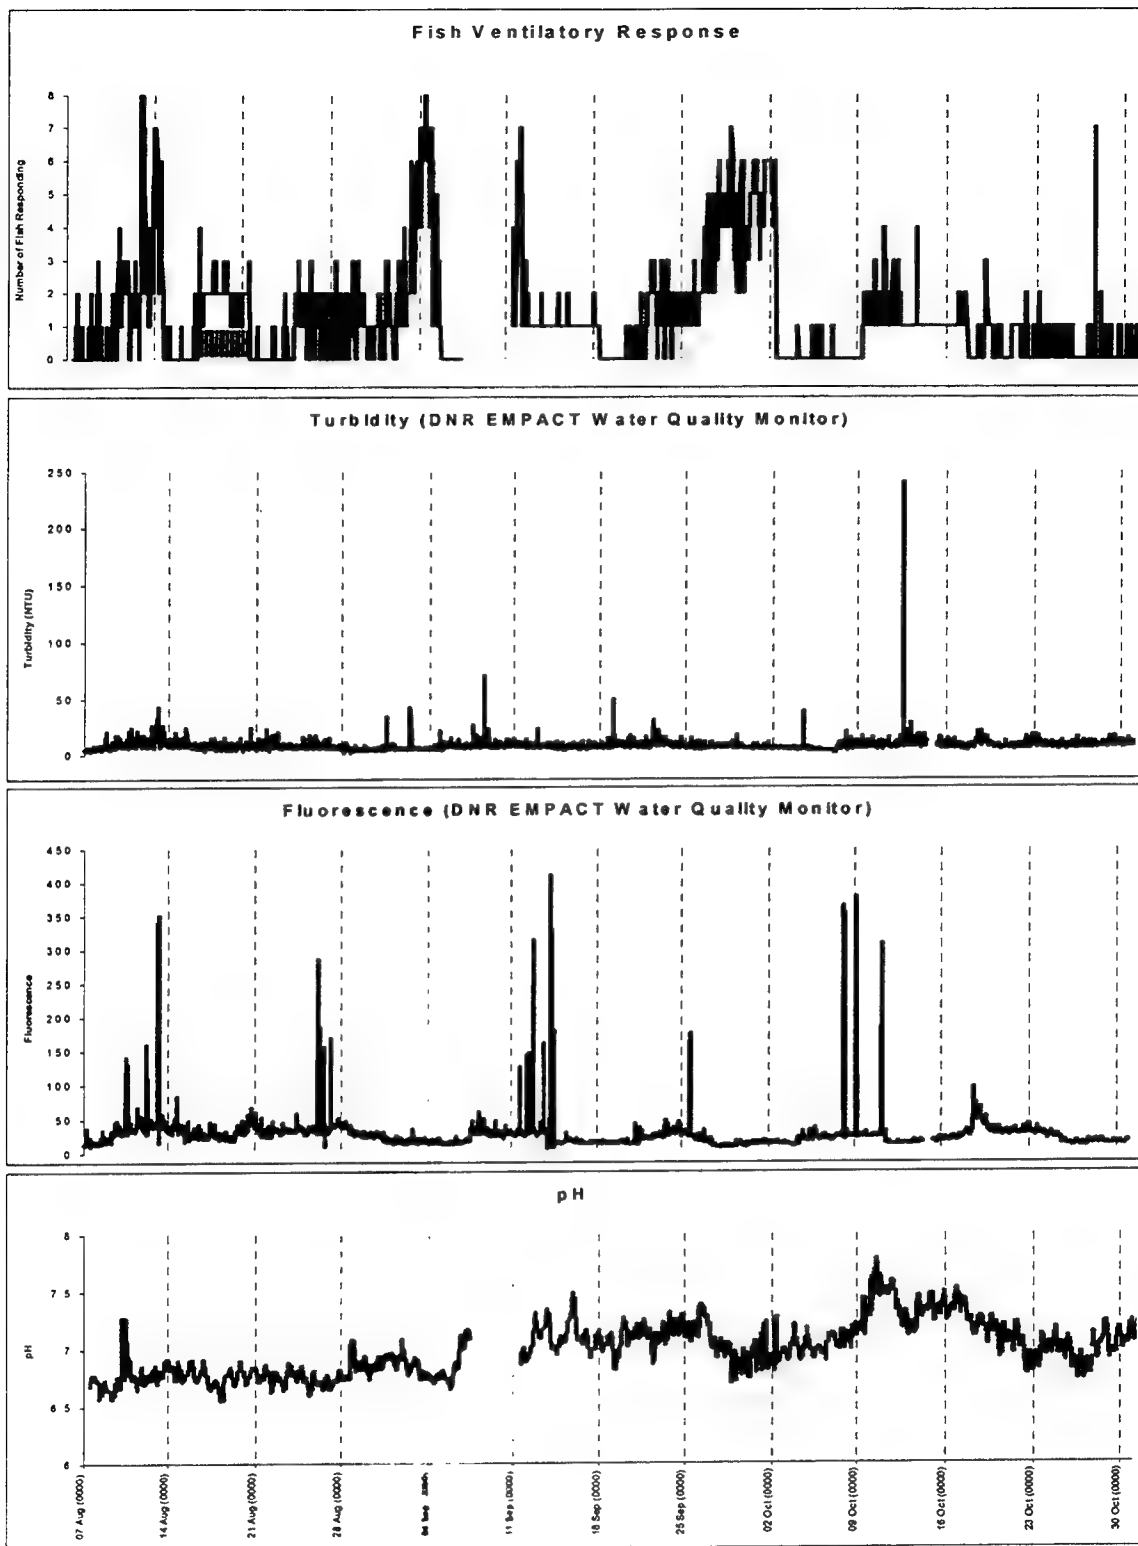 Fish Ventilatory Response
Number of Fish Responding
8
7
6
5
4
3
2
1
0
Turbidity (DNR EMPACT Water Quality Monitor)
Turbidity (NTU)
250
200
150
100
50
0
Fluorescence (DNR EMPACT Water Quality Monitor)
Fluorescence
450
400
350
300
250
200
150
100
50
0
pH
pH
8
7 5
7
6 5
6
07 Aug (0000)
14 Aug (0000)
21 Aug (0000)
28 Aug (0000)
04 Sep (0000)
11 Sep (0000)
18 Sep (0000)
25 Sep (0000)
02 Oct (0000)
09 Oct (0000)
16 Oct (0000)
23 Oct (0000)
30 Oct (0000)